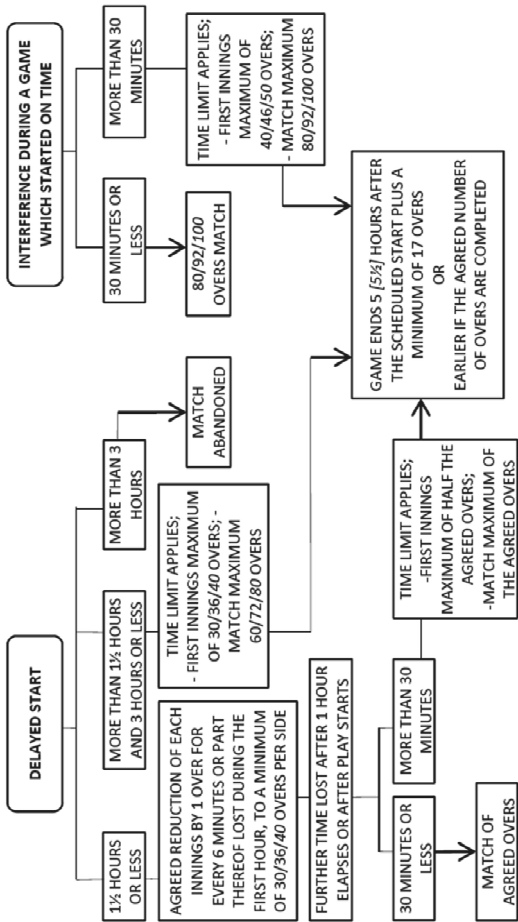 DELAYED START
1½ HOURS
OR LESS
MORE THAN 1½ HOURS
AND 3 HOURS OR LESS
MORE THAN 3
HOURS
AGREED REDUCTION OF EACH
INNINGS BY 1 OVER FOR
EVERY 6 MINUTES OR PART
THEREOF LOST DURING THE
FIRST HOUR, TO A MINIMUM
OF 30/36/40 OVERS PER SIDE
TIME LIMIT APPLIES;
- FIRST INNINGS MAXIMUM
OF 30/36/40 OVERS; -
MATCH MAXIMUM
60/72/80 OVERS
MATCH
ABANDONED
FURTHER TIME LOST AFTER 1 HOUR
ELAPSES OR AFTER PLAY STARTS
30 MINUTES OR
LESS
MORE THAN 30
MINUTES
MATCH OF
AGREED OVERS
TIME LIMIT APPLIES;
-FIRST INNINGS
MAXIMUM OF HALF THE
AGREED OVERS;
-MATCH MAXIMUM OF
THE AGREED OVERS
INTERFERENCE DURING A GAME
WHICH STARTED ON TIME
30 MINUTES OR
LESS
MORE THAN 30
MINUTES
80/92/100
OVERS MATCH
TIME LIMIT APPLIES;
- FIRST INNINGS
MAXIMUM OF
40/46/50 OVERS;
- MATCH MAXIMUM
80/92/100 OVERS
GAME ENDS 5 [5½] HOURS AFTER
THE SCHEDULED START PLUS A
MINIMUM OF 17 OVERS
OR
EARLIER IF THE AGREED NUMBER
OF OVERS ARE COMPLETED